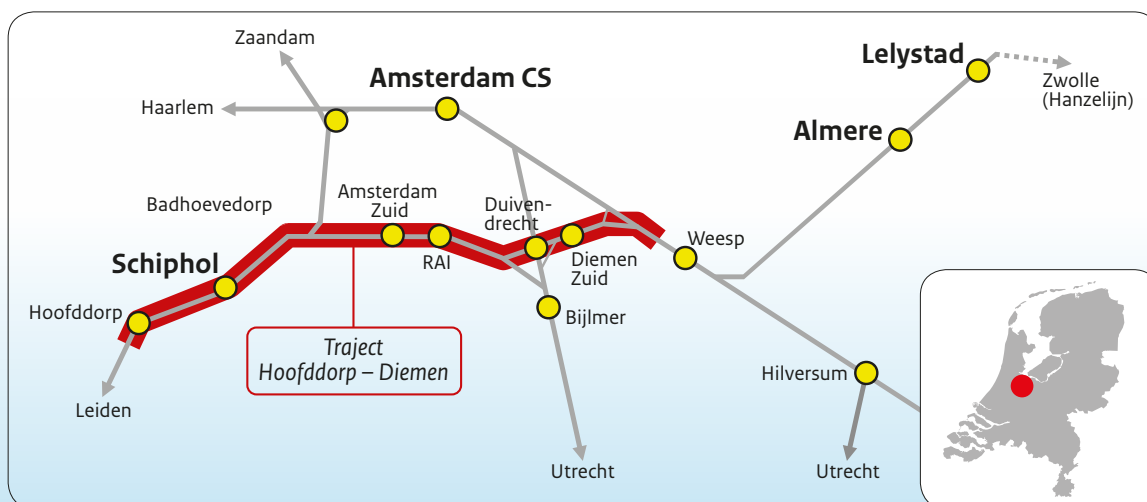 Zaandam
Amsterdam CS
Lelystad
Zwolle
(Hanzelijn)
Haarlem
Almere
Badhoevedorp
Amsterdam
Zuid
Duiven-
drecht
Weesp
Schiphol
RAI
Diemen
Zuid
Hoofddorp
Bijlmer
Traject
Hoofddorp – Diemen
Hilversum
Leiden
Utrecht
Utrecht